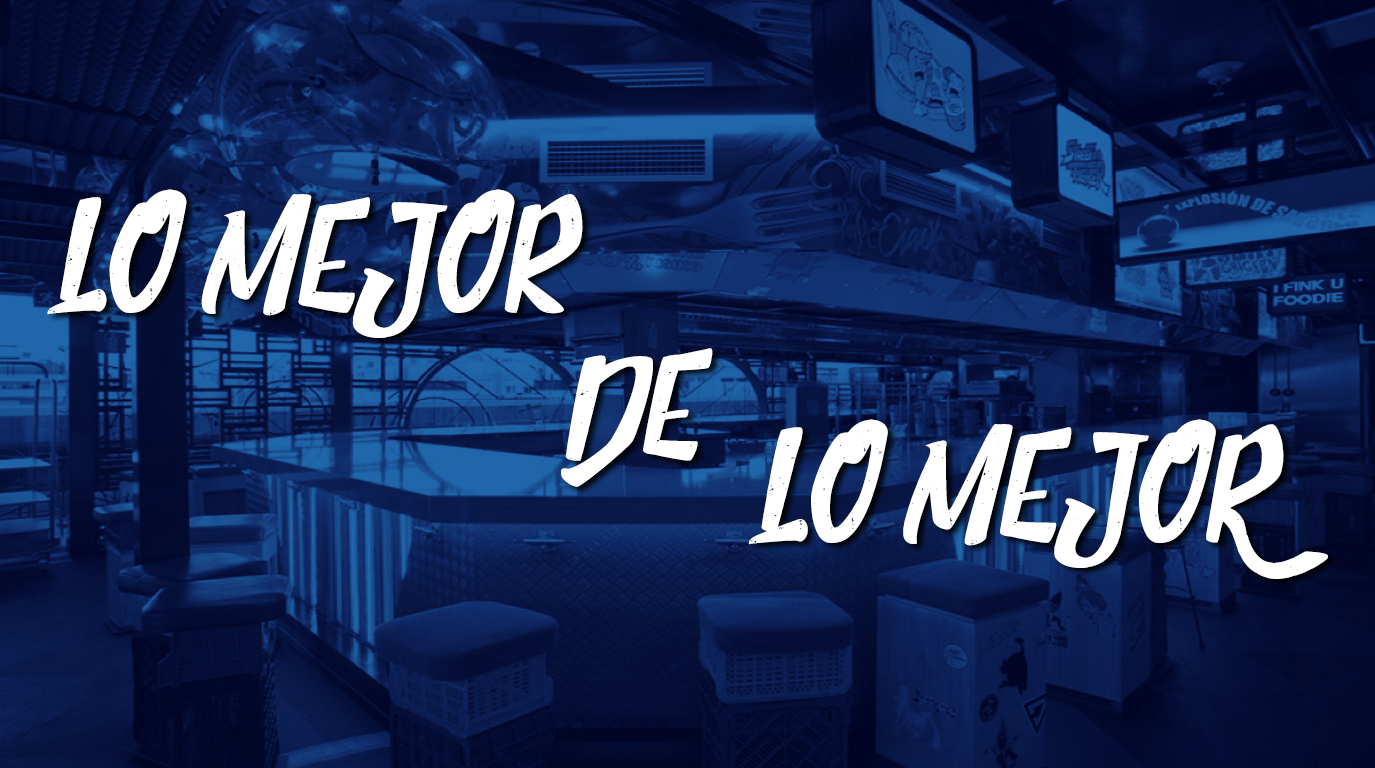 LO MEJOR
DE
LO MEJOR
EXPLOSIÓN DE
I FINK U
FOODIE